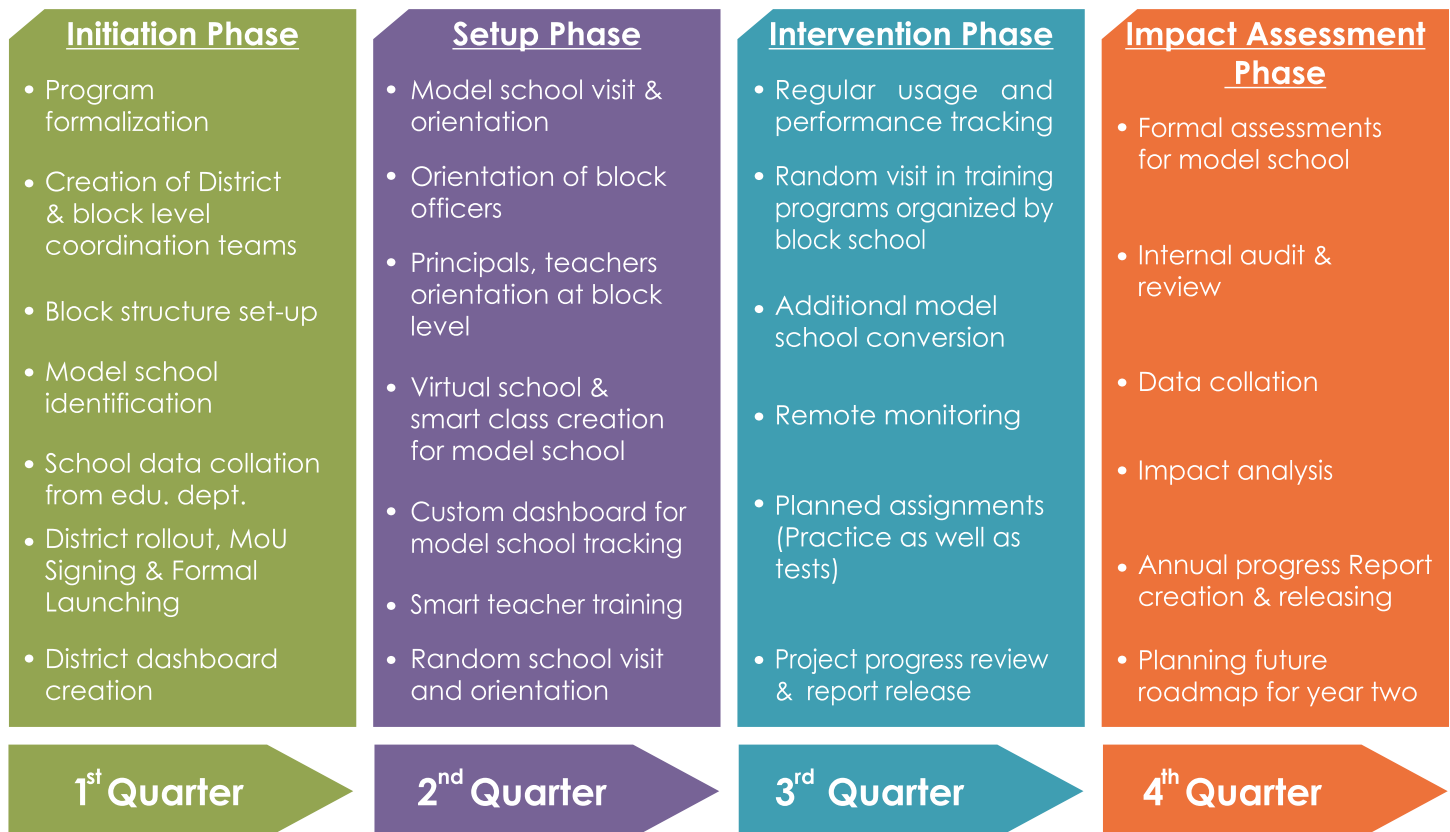 Initiation Phase
• Program
formalization
• Creation of District
& block level
coordination teams
• Block structure set-up
• Model school
identification
• School data collation
from edu. dept.
• District rollout, MoU
Signing & Formal
Launching
• District dashboard
creation
1st Quarter
Setup Phase
• Model school visit &
orientation
• Orientation of block
officers
• Principals, teachers
orientation at block
level
• Virtual school &
smart class creation
for model school
• Custom dashboard for
model school tracking
• Smart teacher training
• Random school visit
and orientation
2nd Quarter
Intervention Phase
• Regular usage and
performance tracking
• Random visit in training
programs organized by
block school
• Additional model
school conversion
• Remote monitoring
• Planned assignments
(Practice as well as
tests)
• Project progress review
& report release
3rd Quarter
Impact Assessment
Phase
• Formal assessments
for model school
• Internal audit &
review
• Data collation
• Impact analysis
• Annual progress Report
creation & releasing
• Planning future
roadmap for year two
4th Quarter